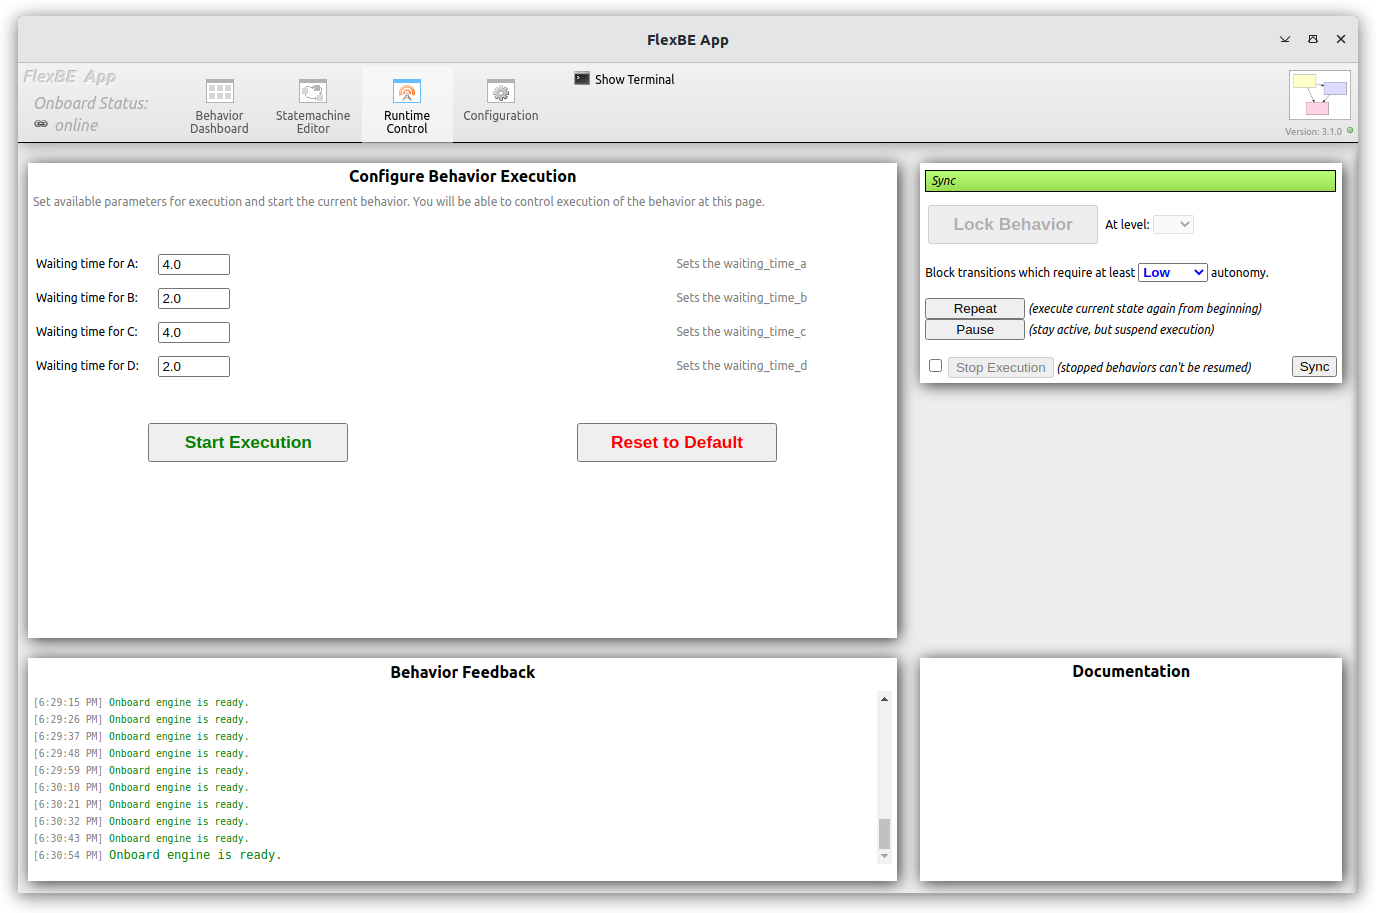 FlexBE App
FlexBE App
Onboard Status:
online
Behavior
Dashboard
Statemachine
Editor
Runtime
Control
Configuration
Show Terminal
Version: 3.1.0
Configure Behavior Execution
Set available parameters for execution and start the current behavior. You will be able to control execution of the behavior at this page.
Waiting time for A: 4.0 Sets the waiting_time_a
Waiting time for B: 2.0 Sets the waiting_time_b
Waiting time for C: 4.0 Sets the waiting_time_c
Waiting time for D: 2.0 Sets the waiting_time_d
Start Execution Reset to Default
Sync
Lock Behavior At level:
Block transitions which require at least Low autonomy.
Repeat (execute current state again from beginning)
Pause (stay active, but suspend execution)
Stop Execution (stopped behaviors can't be resumed) Sync
Behavior Feedback
[6:29:15 PM] Onboard engine is ready.
[6:29:26 PM] Onboard engine is ready.
[6:29:37 PM] Onboard engine is ready.
[6:29:48 PM] Onboard engine is ready.
[6:29:59 PM] Onboard engine is ready.
[6:30:10 PM] Onboard engine is ready.
[6:30:21 PM] Onboard engine is ready.
[6:30:32 PM] Onboard engine is ready.
[6:30:43 PM] Onboard engine is ready.
[6:30:54 PM] Onboard engine is ready.
Documentation